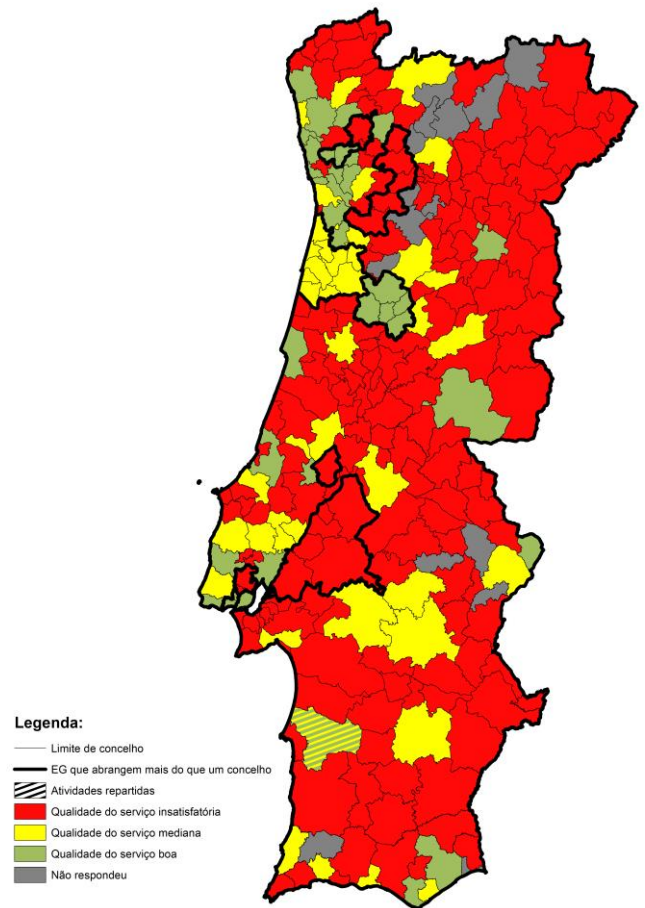 Legenda:
Limite de concelho
EG que abrangem mais do que um concelho
Atividades repartidas
Qualidade do serviço insatisfatória
Qualidade do serviço mediana
Qualidade do serviço boa
Não respondeu